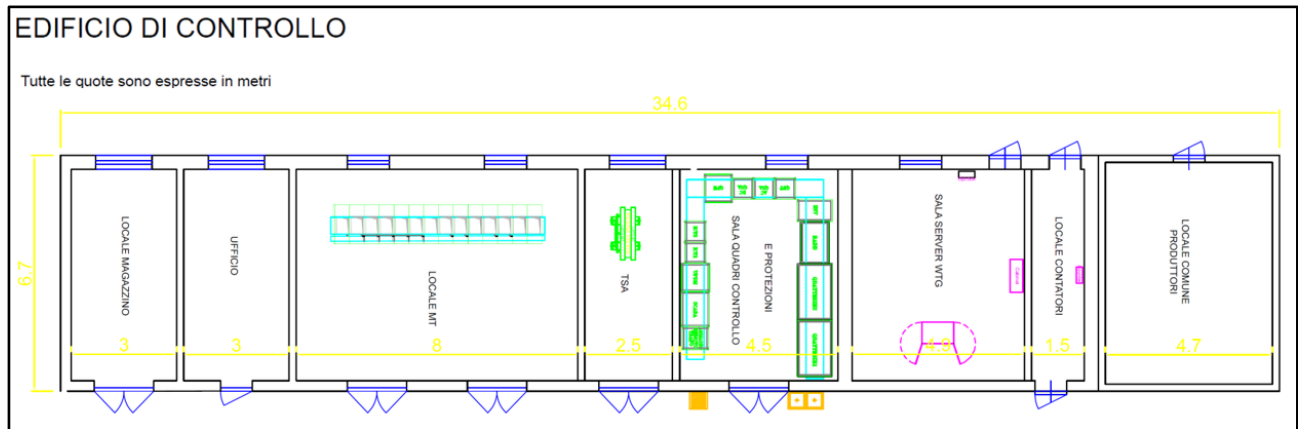 EDIFICIO DI CONTROLLO
Tutte le quote sono espresse in metri
34.6
6.7
LOCALE MAGAZZINO
UFFICIO
LOCALE MT
TSA
SALA QUADRI CONTROLLO
E PROTEZIONI
SALA SERVER WTG
LOCALE CONTATORI
LOCALE COMUNE
PRODUTTORI
3
3
8
2.5
4.5
4.9
1.5
4.7